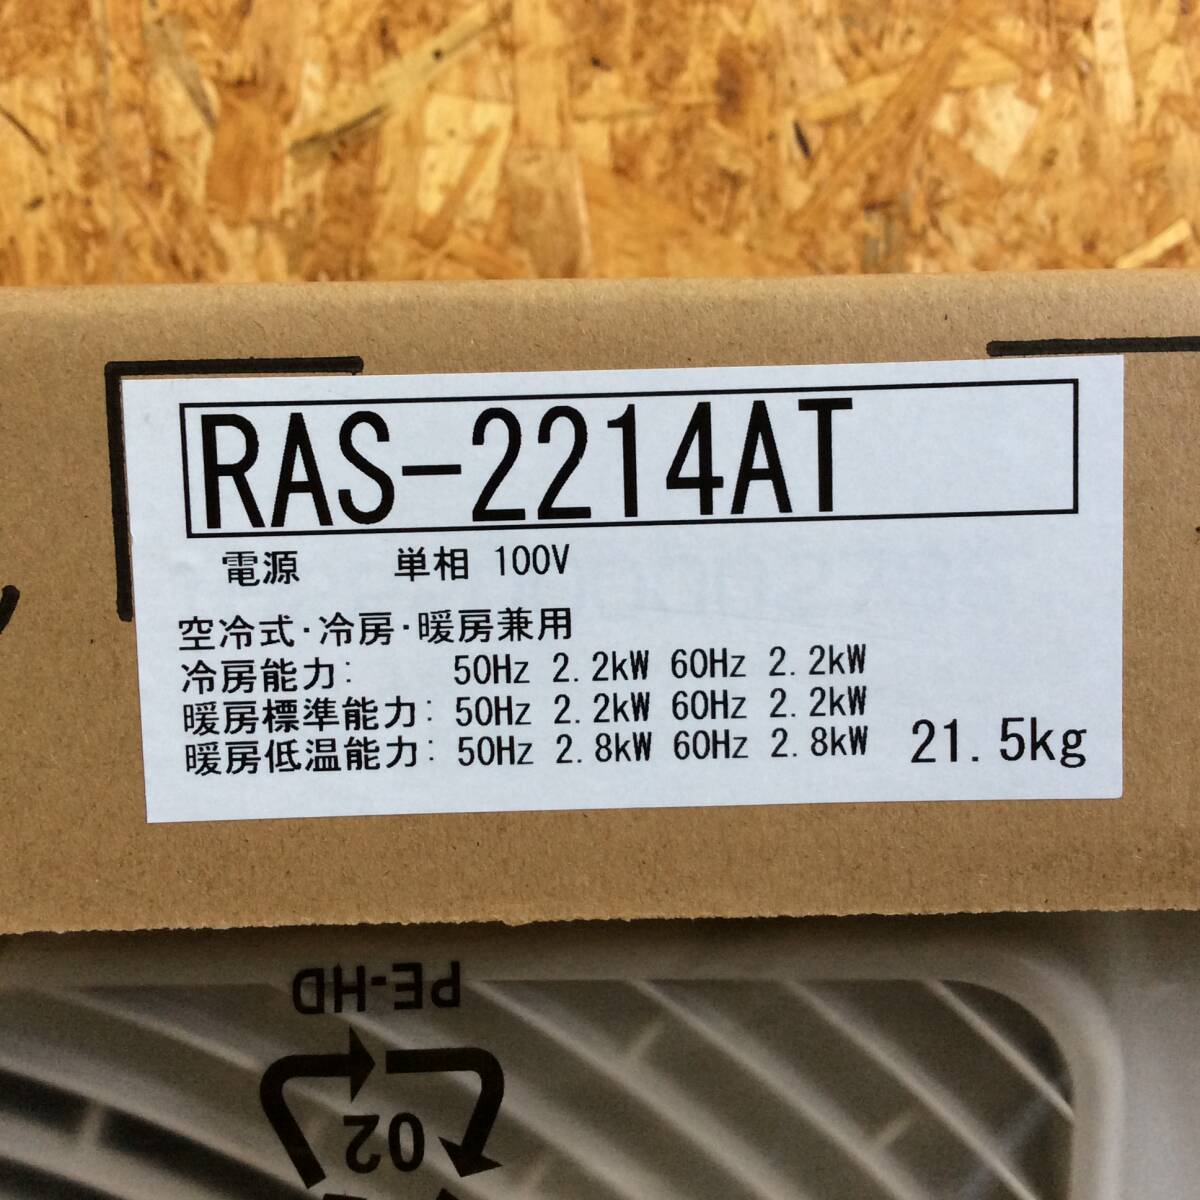 RAS-2214AT
電源 単相 100V
空冷式・冷房・暖房兼用
冷房能力: 50Hz 2.2kW 60Hz 2.2kW
暖房標準能力: 50Hz 2.2kW 60Hz 2.2kW
暖房低温能力: 50Hz 2.8kW 60Hz 2.8kW 21.5kg
PE-HD
02